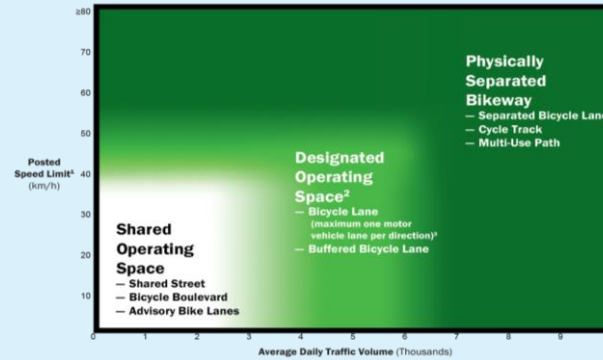 ≥80
70
60
50
40
30
20
10
Posted
Speed Limit¹
(km/h)
Physically
Separated
Bikeway
— Separated Bicycle Lane
— Cycle Track
— Multi-Use Path
Designated
Operating
Space²
— Bicycle Lane
(maximum one motor
vehicle lane per direction)³
— Buffered Bicycle Lane
Shared
Operating
Space
— Shared Street
— Bicycle Boulevard
— Advisory Bike Lanes
0 1 2 3 4 5 6 7 8 9
Average Daily Traffic Volume (Thousands)